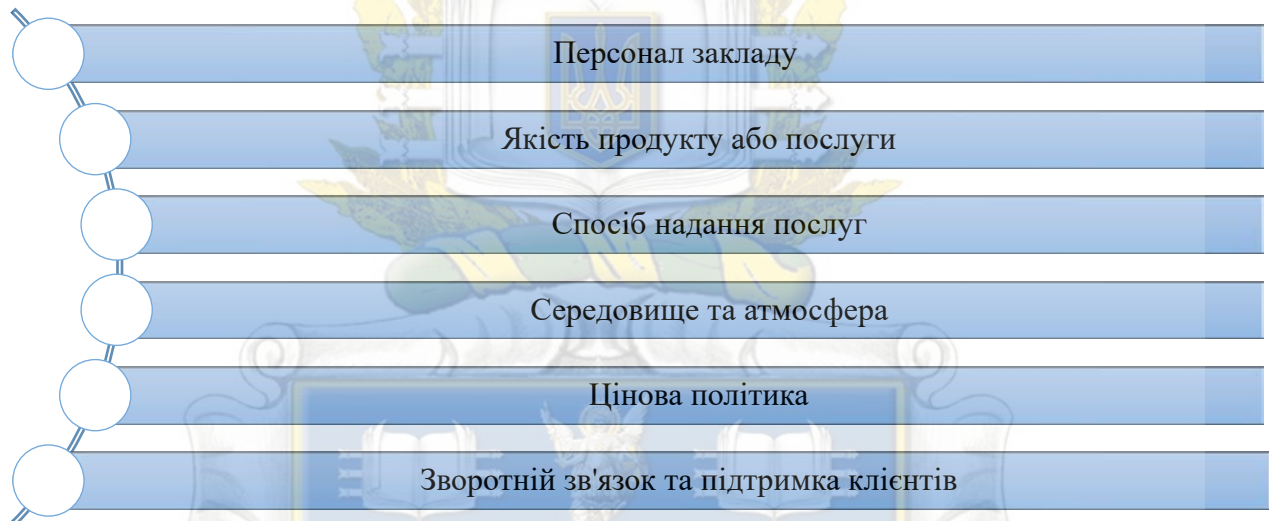 Персонал закладу
Якість продукту або послуги
Спосіб надання послуг
Середовище та атмосфера
Цінова політика
Зворотній зв'язок та підтримка клієнтів